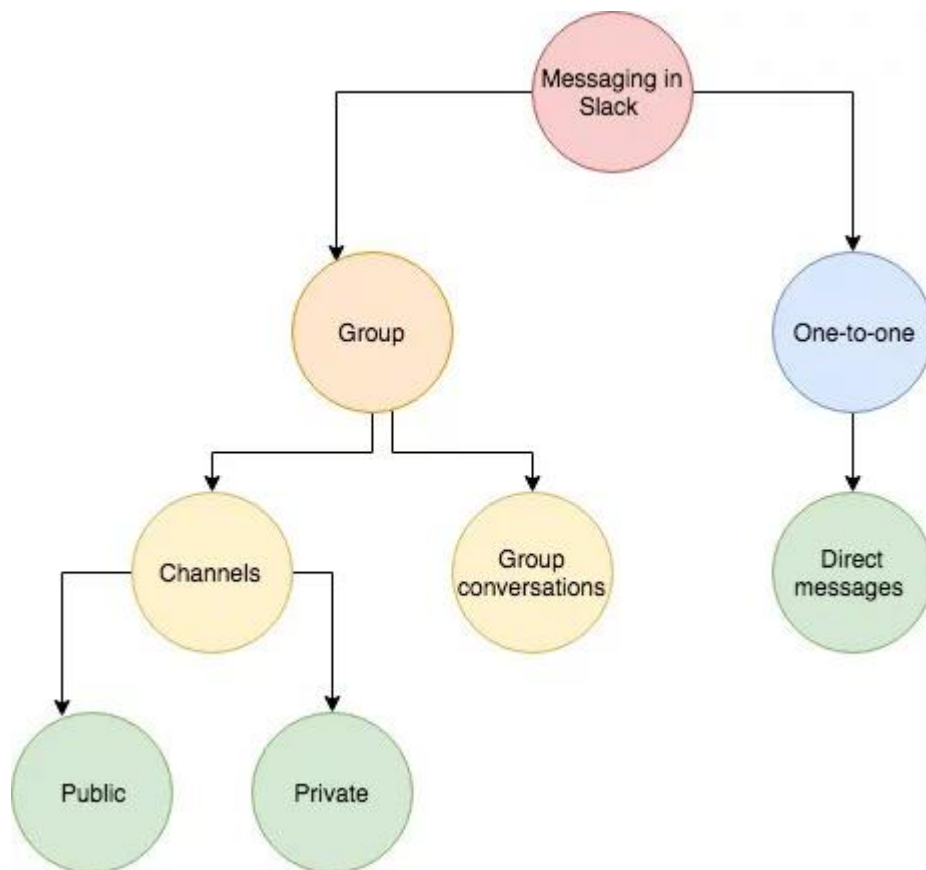 Messaging in
Slack
Group
One-to-one
Channels
Group
conversations
Direct
messages
Public
Private